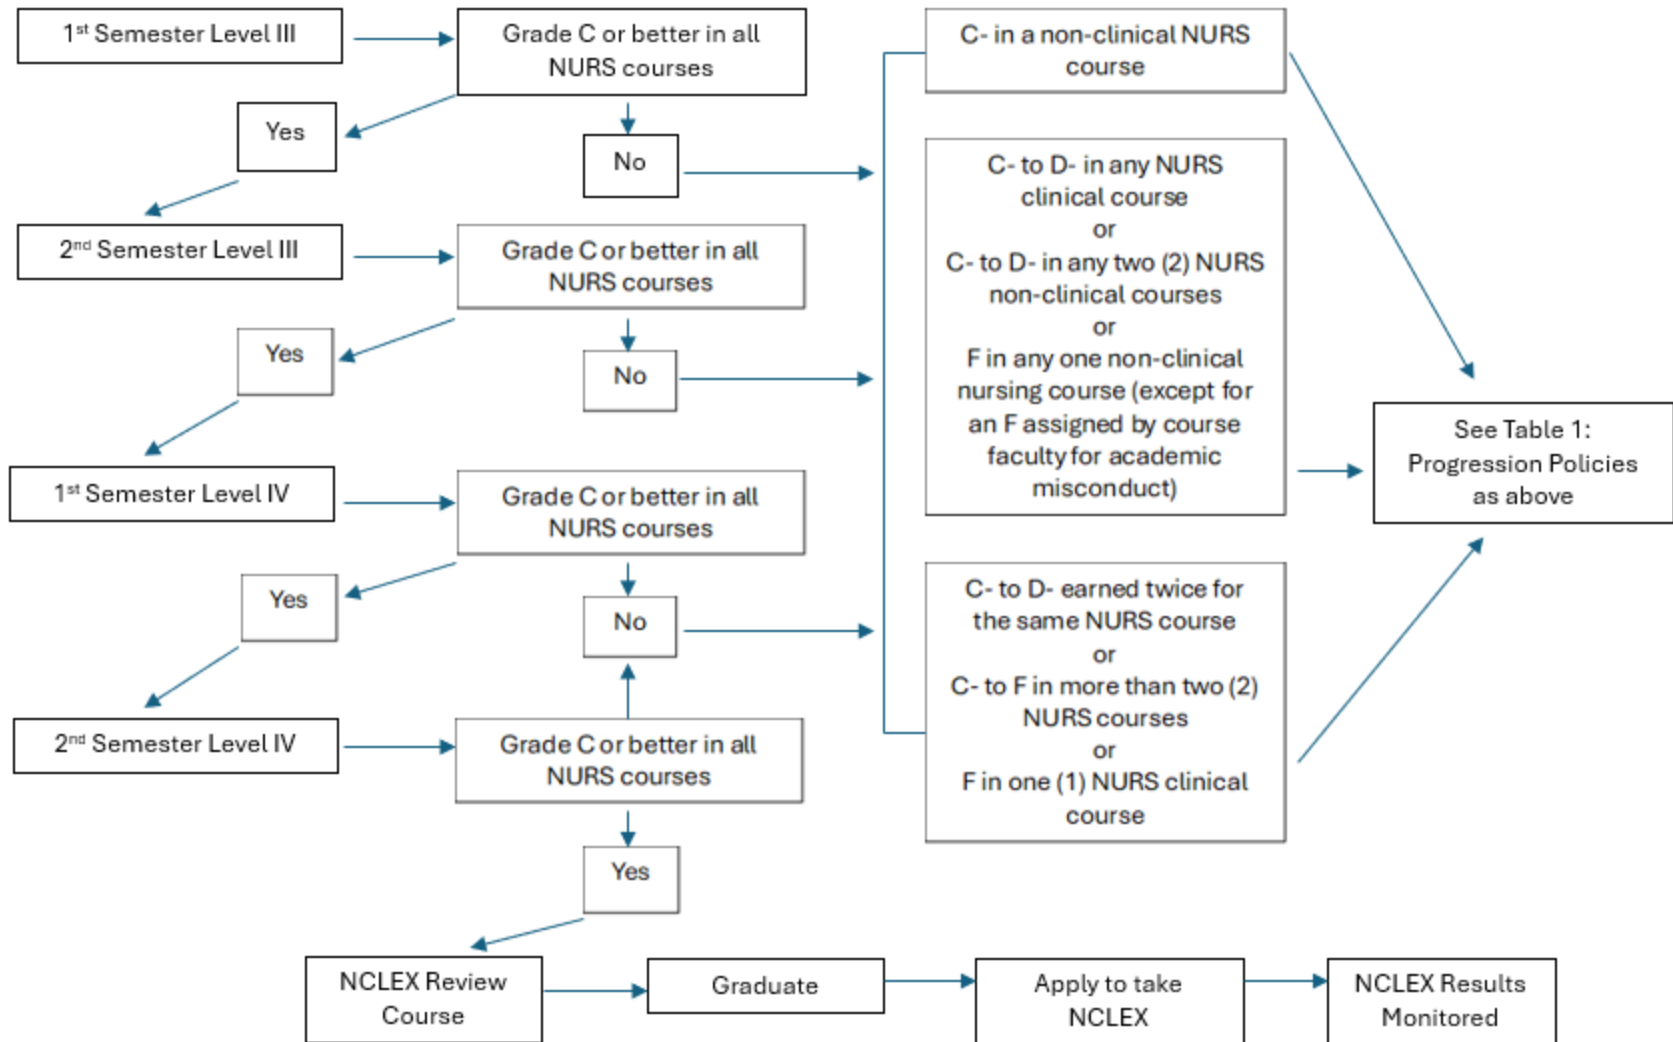 1st Semester Level III
Grade C or better in all
NURS courses
Yes
No
2nd Semester Level III
Grade C or better in all
NURS courses
Yes
No
1st Semester Level IV
Grade C or better in all
NURS courses
Yes
No
2nd Semester Level IV
Grade C or better in all
NURS courses
Yes
C- in a non-clinical NURS
course
C- to D- in any NURS
clinical course
or
C- to D- in any two (2) NURS
non-clinical courses
or
F in any one non-clinical
nursing course (except for
an F assigned by course
faculty for academic
misconduct)
C- to D- earned twice for
the same NURS course
or
C- to F in more than two (2)
NURS courses
or
F in one (1) NURS clinical
course
See Table 1:
Progression Policies
as above
NCLEX Review
Course
Graduate
Apply to take
NCLEX
NCLEX Results
Monitored